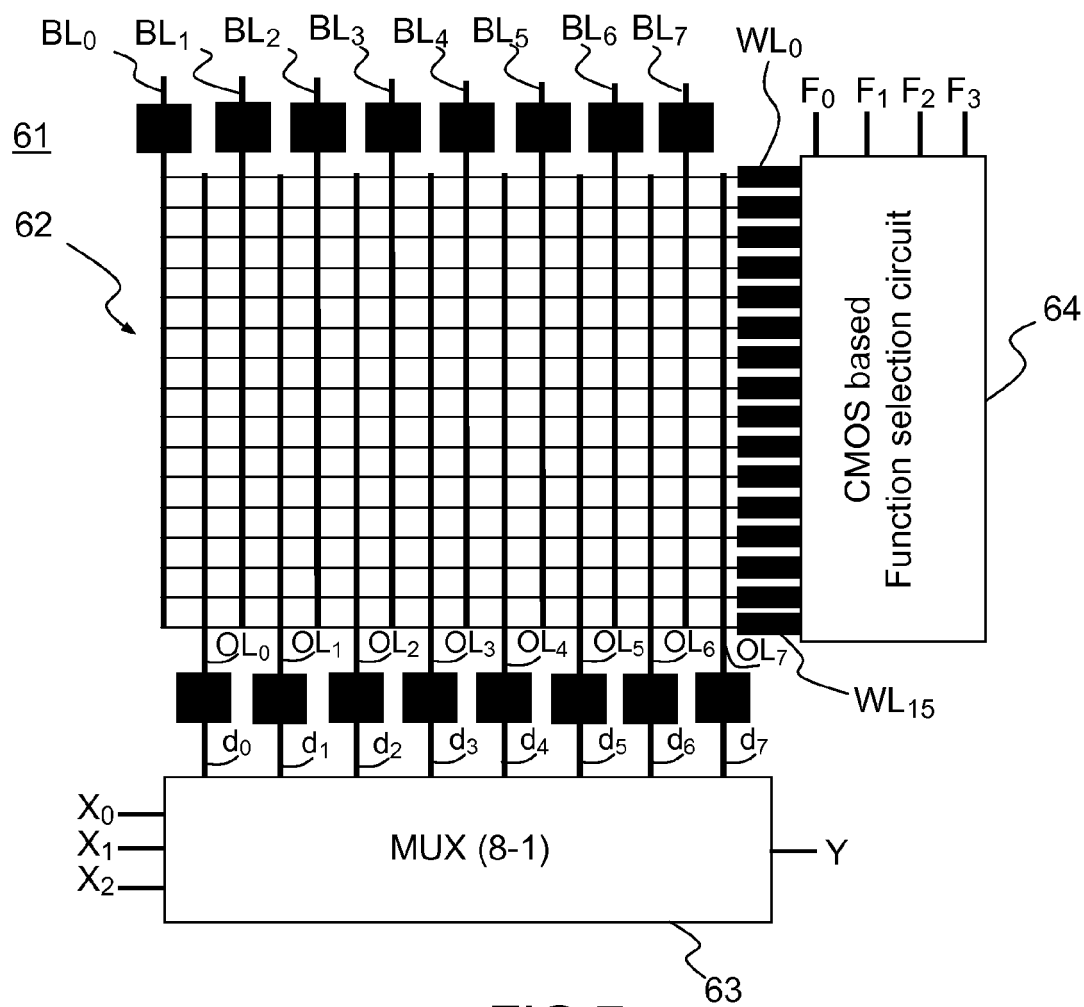 BL0 BL1 BL2 BL3 BL4 BL5 BL6 BL7 WL0
F0 F1 F2 F3
61
62
CMOS based
Function selection circuit
64
OL0 OL1 OL2 OL3 OL4 OL5 OL6 OL7
WL15
d0 d1 d2 d3 d4 d5 d6 d7
X0
X1
X2
MUX (8-1)
Y
63